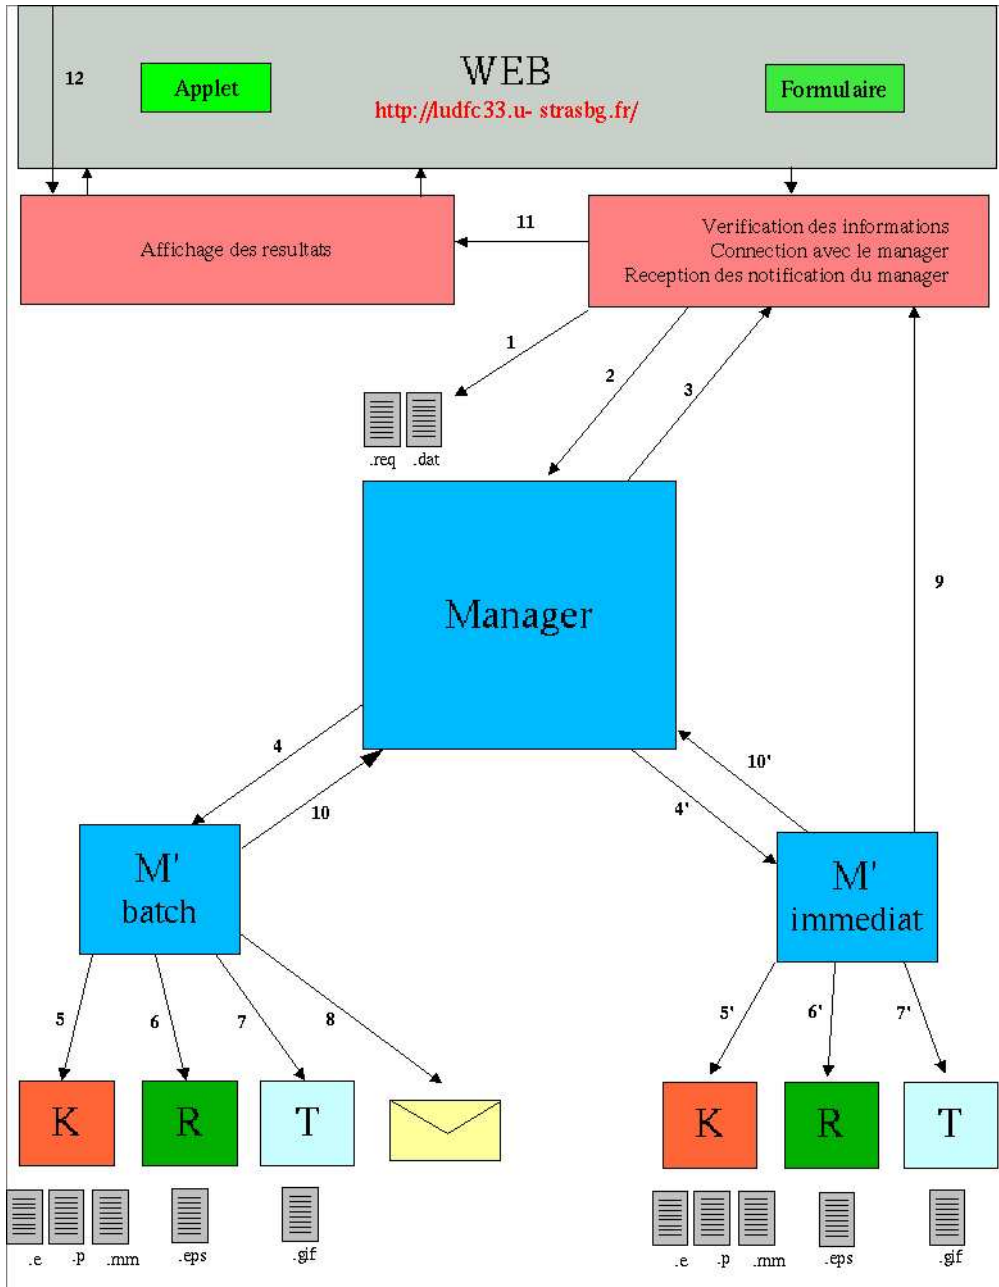 12
Applet
WEB
http://ludfc33.u- strasbg.fr/
Formulaire
Affichage des resultats
11
Verification des informations
Connection avec le manager
Reception des notification du manager
1
2
3
.req
.dat
9
Manager
4
10
10'
4'
M'
batch
M'
immediat
5
6
7
8
5'
6'
7'
K
R
T
K
R
T
.e
.p
.mm
.eps
.gif
.e
.p
.mm
.eps
.gif